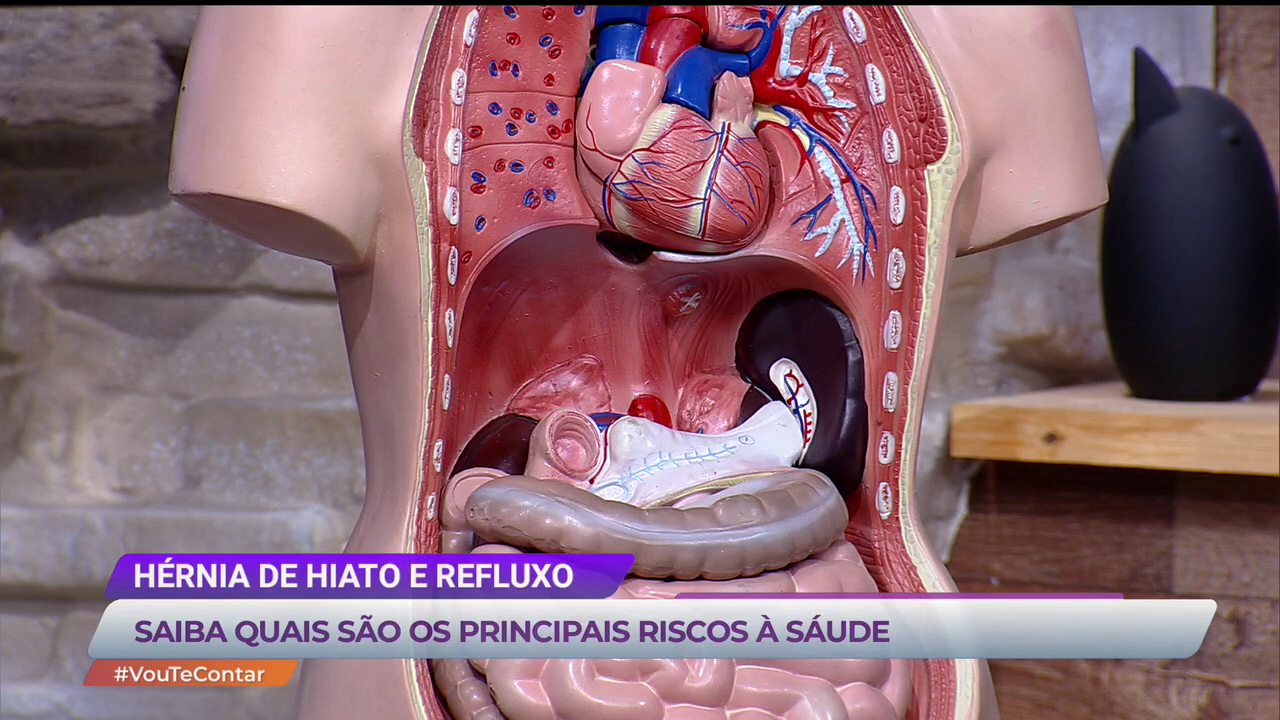 HÉRNIA DE HIATO E REFLUXO
SAIBA QUAIS SÃO OS PRINCIPAIS RISCOS À SÁUDE
#VouTeContar